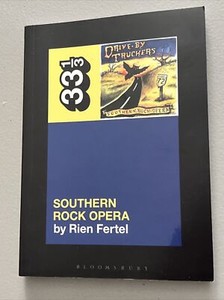 33 1/3
DRIVE-BY
TRUCKERS
SOUTHERN ROCK OPERA
SOUTHERN
ROCK OPERA
by Rien Fertel
BLOOMSBURY